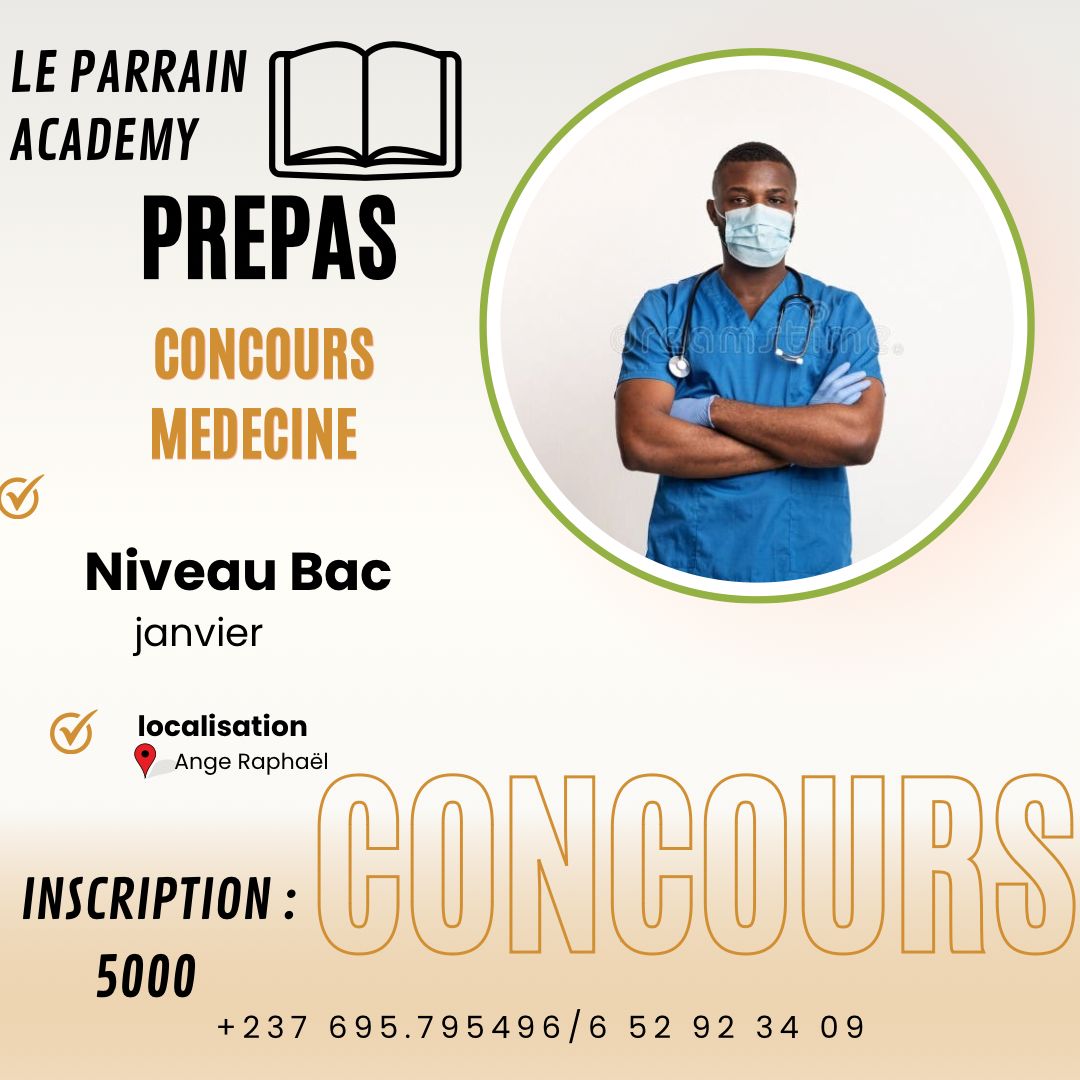 LE PARRAIN
ACADEMY
PREPAS
CONCOURS
MEDECINE
dreamstime.
Niveau Bac
janvier
localisation
Ange Raphaël
CONCOURS
INSCRIPTION :
5000
+237 695.795496/6 52 92 34 09